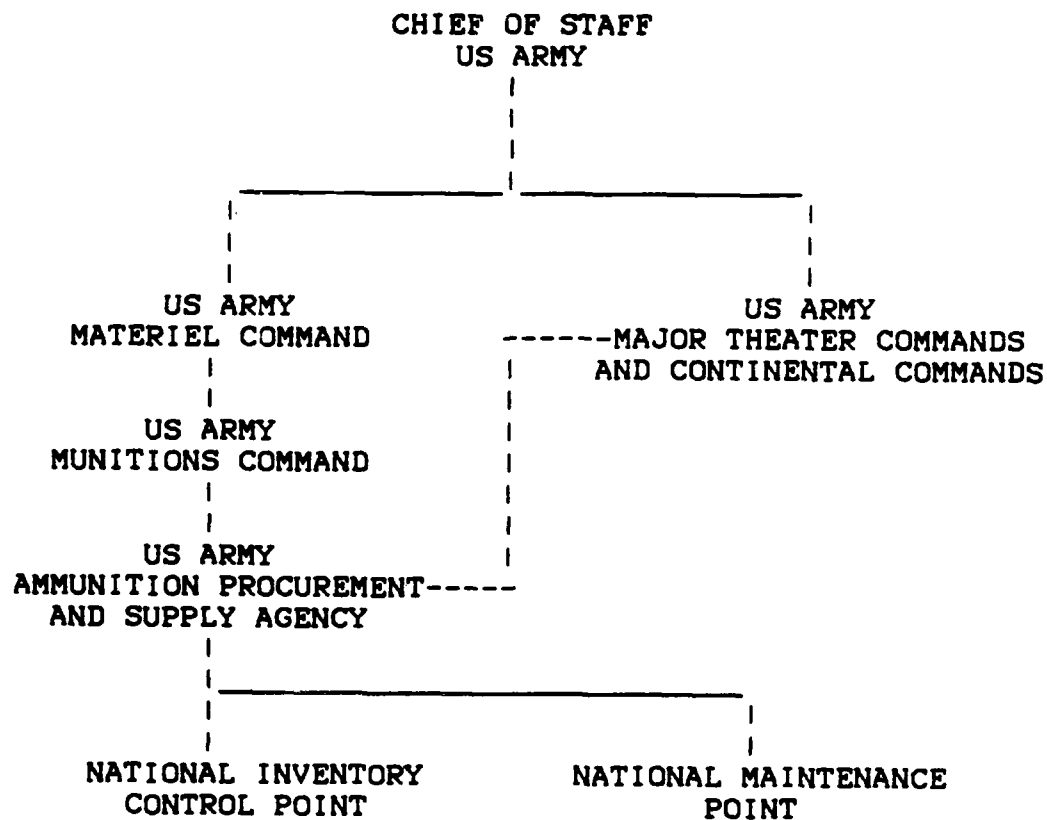 CHIEF OF STAFF
US ARMY
US ARMY
MATERIEL COMMAND
US ARMY
MAJOR THEATER COMMANDS
AND CONTINENTAL COMMANDS
US ARMY
MUNITIONS COMMAND
US ARMY
AMMUNITION PROCUREMENT
AND SUPPLY AGENCY
NATIONAL INVENTORY
CONTROL POINT
NATIONAL MAINTENANCE
POINT